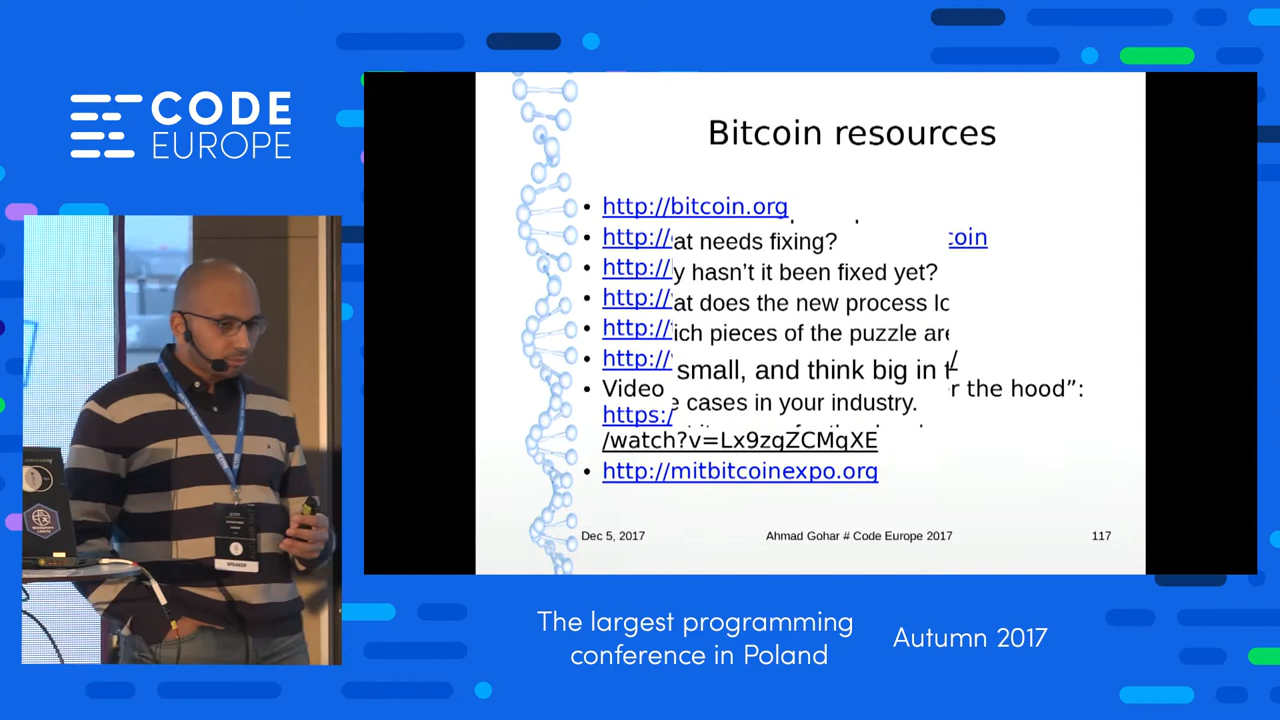 CODE
EUROPE
Bitcoin resources
• http://bitcoin.org
• http:// at needs fixing? coin
• http:// y hasn’t it been fixed yet?
• http:// at does the new process
• http:// ich pieces of the puzzle
• http:// /
small, and think big in
• Video r the hood”:
https:/ e cases in your industry.
/watch?v=Lx9zgZCMqXE
• http://mitbitcoinexpo.org
Dec 5, 2017 Ahmad Gohar # Code Europe 2017 117
SPEAKER
The largest programming
conference in Poland
Autumn 2017